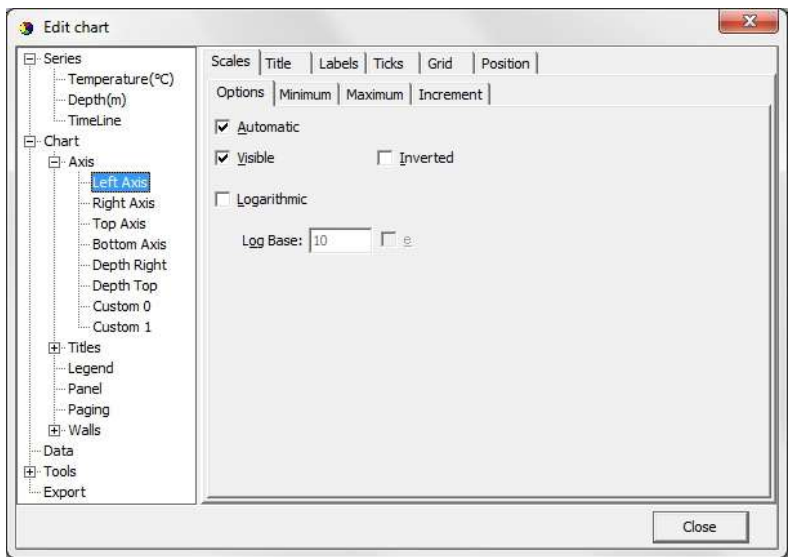 Edit chart
Series
Temperature(°C)
Depth(m)
TimeLine
Chart
Axis
Left Axis
Right Axis
Top Axis
Bottom Axis
Depth Right
Depth Top
Custom 0
Custom 1
Titles
Legend
Panel
Paging
Walls
Data
Tools
Export
Scales Title Labels Ticks Grid Position
Options Minimum Maximum Increment
Automatic
Visible Inverted
Logarithmic
Log Base: 10 e
Close